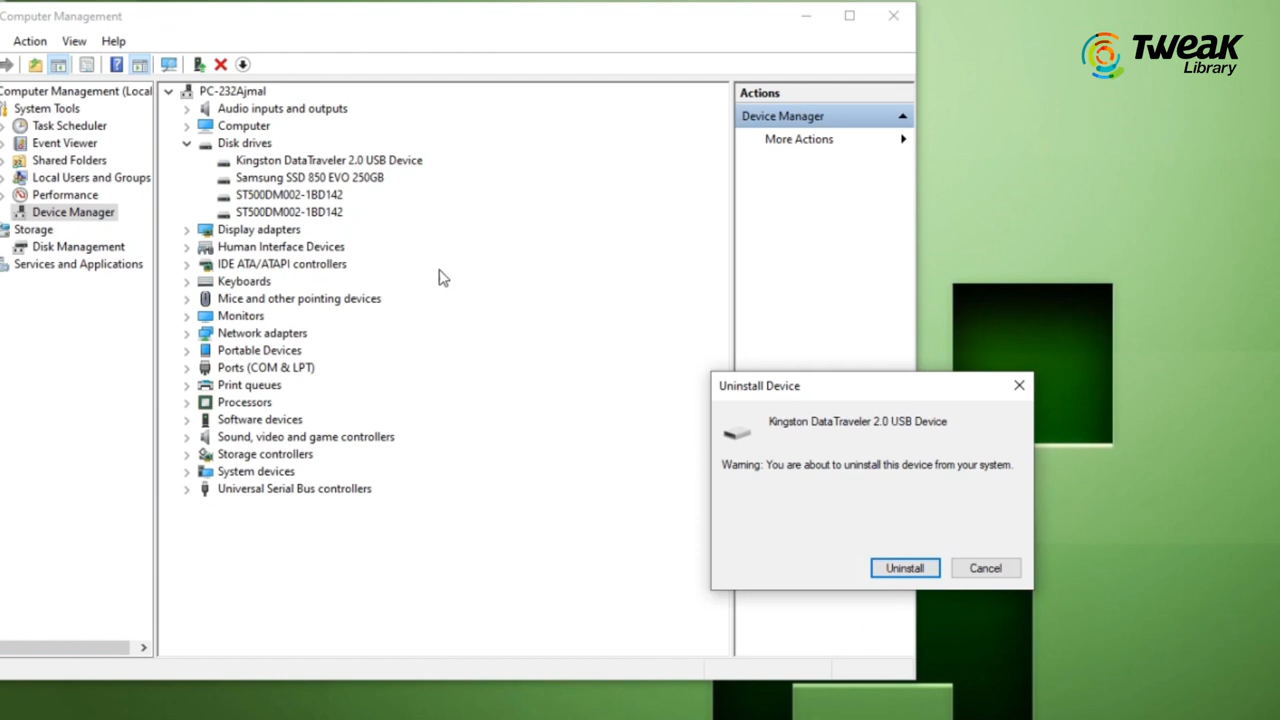 Computer Management
Action View Help
Computer Management (Local
System Tools
Task Scheduler
Event Viewer
Shared Folders
Local Users and Groups
Performance
Device Manager
Storage
Disk Management
Services and Applications
PC-232Ajmal
Audio inputs and outputs
Computer
Disk drives
Kingston DataTraveler 2.0 USB Device
Samsung SSD 850 EVO 250GB
ST500DM002-1BD142
ST500DM002-1BD142
Display adapters
Human Interface Devices
IDE ATA/ATAPI controllers
Keyboards
Mice and other pointing devices
Monitors
Network adapters
Portable Devices
Ports (COM & LPT)
Print queues
Processors
Software devices
Sound, video and game controllers
Storage controllers
System devices
Universal Serial Bus controllers
Actions
Device Manager
More Actions
Uninstall Device
Kingston DataTraveler 2.0 USB Device
Warning: You are about to uninstall this device from your system.
Uninstall Cancel
TWEAK
Library